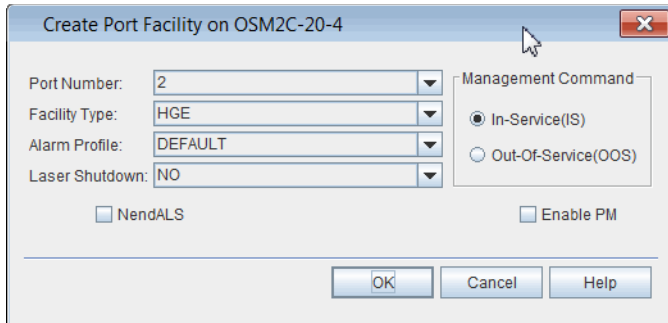 Create Port Facility on OSM2C-20-4
Port Number: 2
Facility Type: HGE
Alarm Profile: DEFAULT
Laser Shutdown: NO
Management Command
In-Service(IS)
Out-Of-Service(OOS)
NendALS
Enable PM
OK Cancel Help